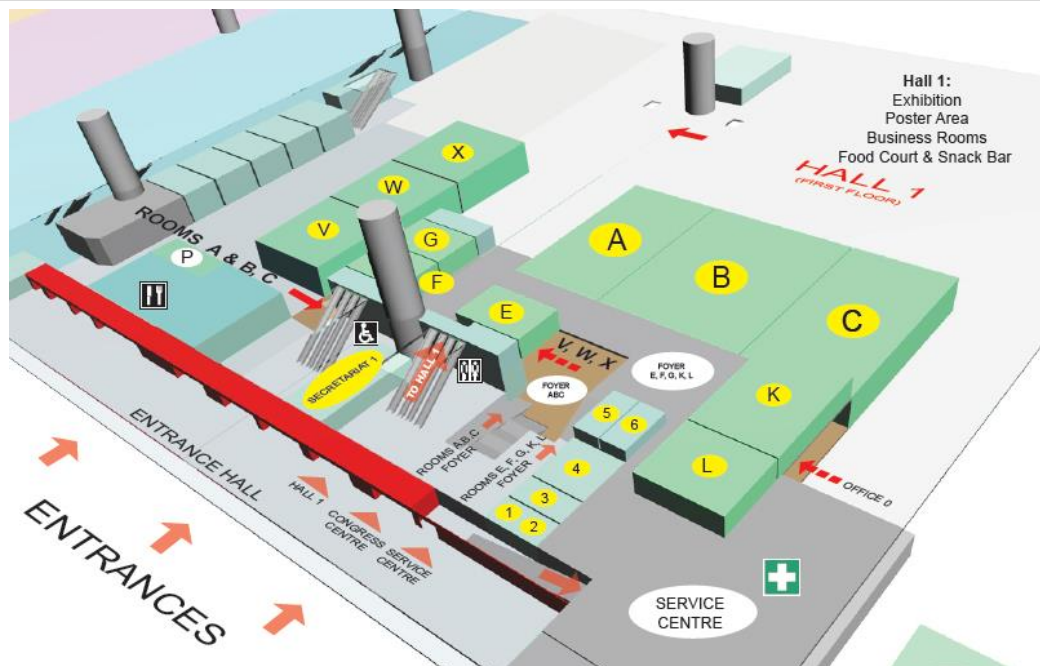 Hall 1:
Exhibition
Poster Area
Business Rooms
Food Court & Snack Bar
HALL 1
(FIRST FLOOR)
X
W
V
G
F
E
P
ROOMS A & B, C
A
B
C
K
L
V, W, X
FOYER
ABC
FOYER
E, F, G, K, L
SECRETARIAT 1
TO HALL 1
5
6
4
3
1
2
ROOMS A,B,C
FOYER
ROOMS E, F, G, K, L
FOYER
OFFICE 0
ENTRANCE HALL
HALL 1
CONGRESS
CENTRE
SERVICE
CENTRE
ENTRANCES
SERVICE
CENTRE